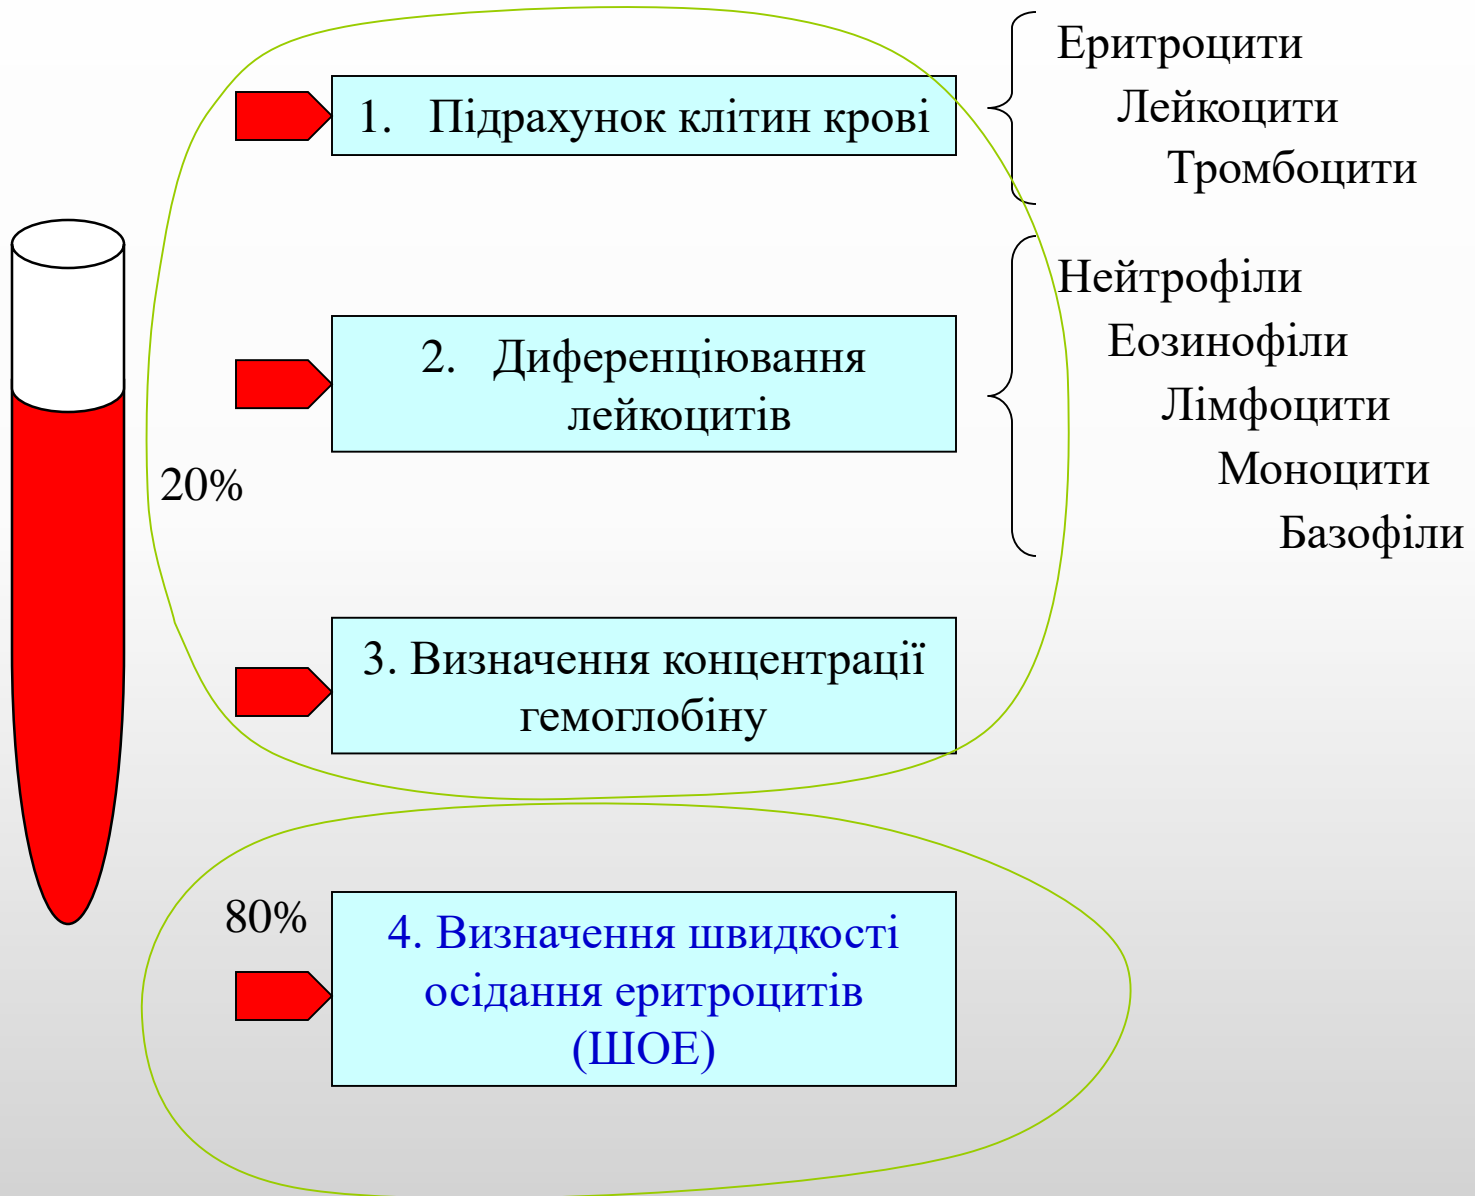 Еритроцити
1. Підрахунок клітин крові
Лейкоцити
Тромбоцити
Нейтрофіли
2. Диференціювання
лейкоцитів
Еозинофіли
Лімфоцити
Моноцити
Базофіли
20%
3. Визначення концентрації
гемоглобіну
80%
4. Визначення швидкості
осідання еритроцитів
(ШОЕ)